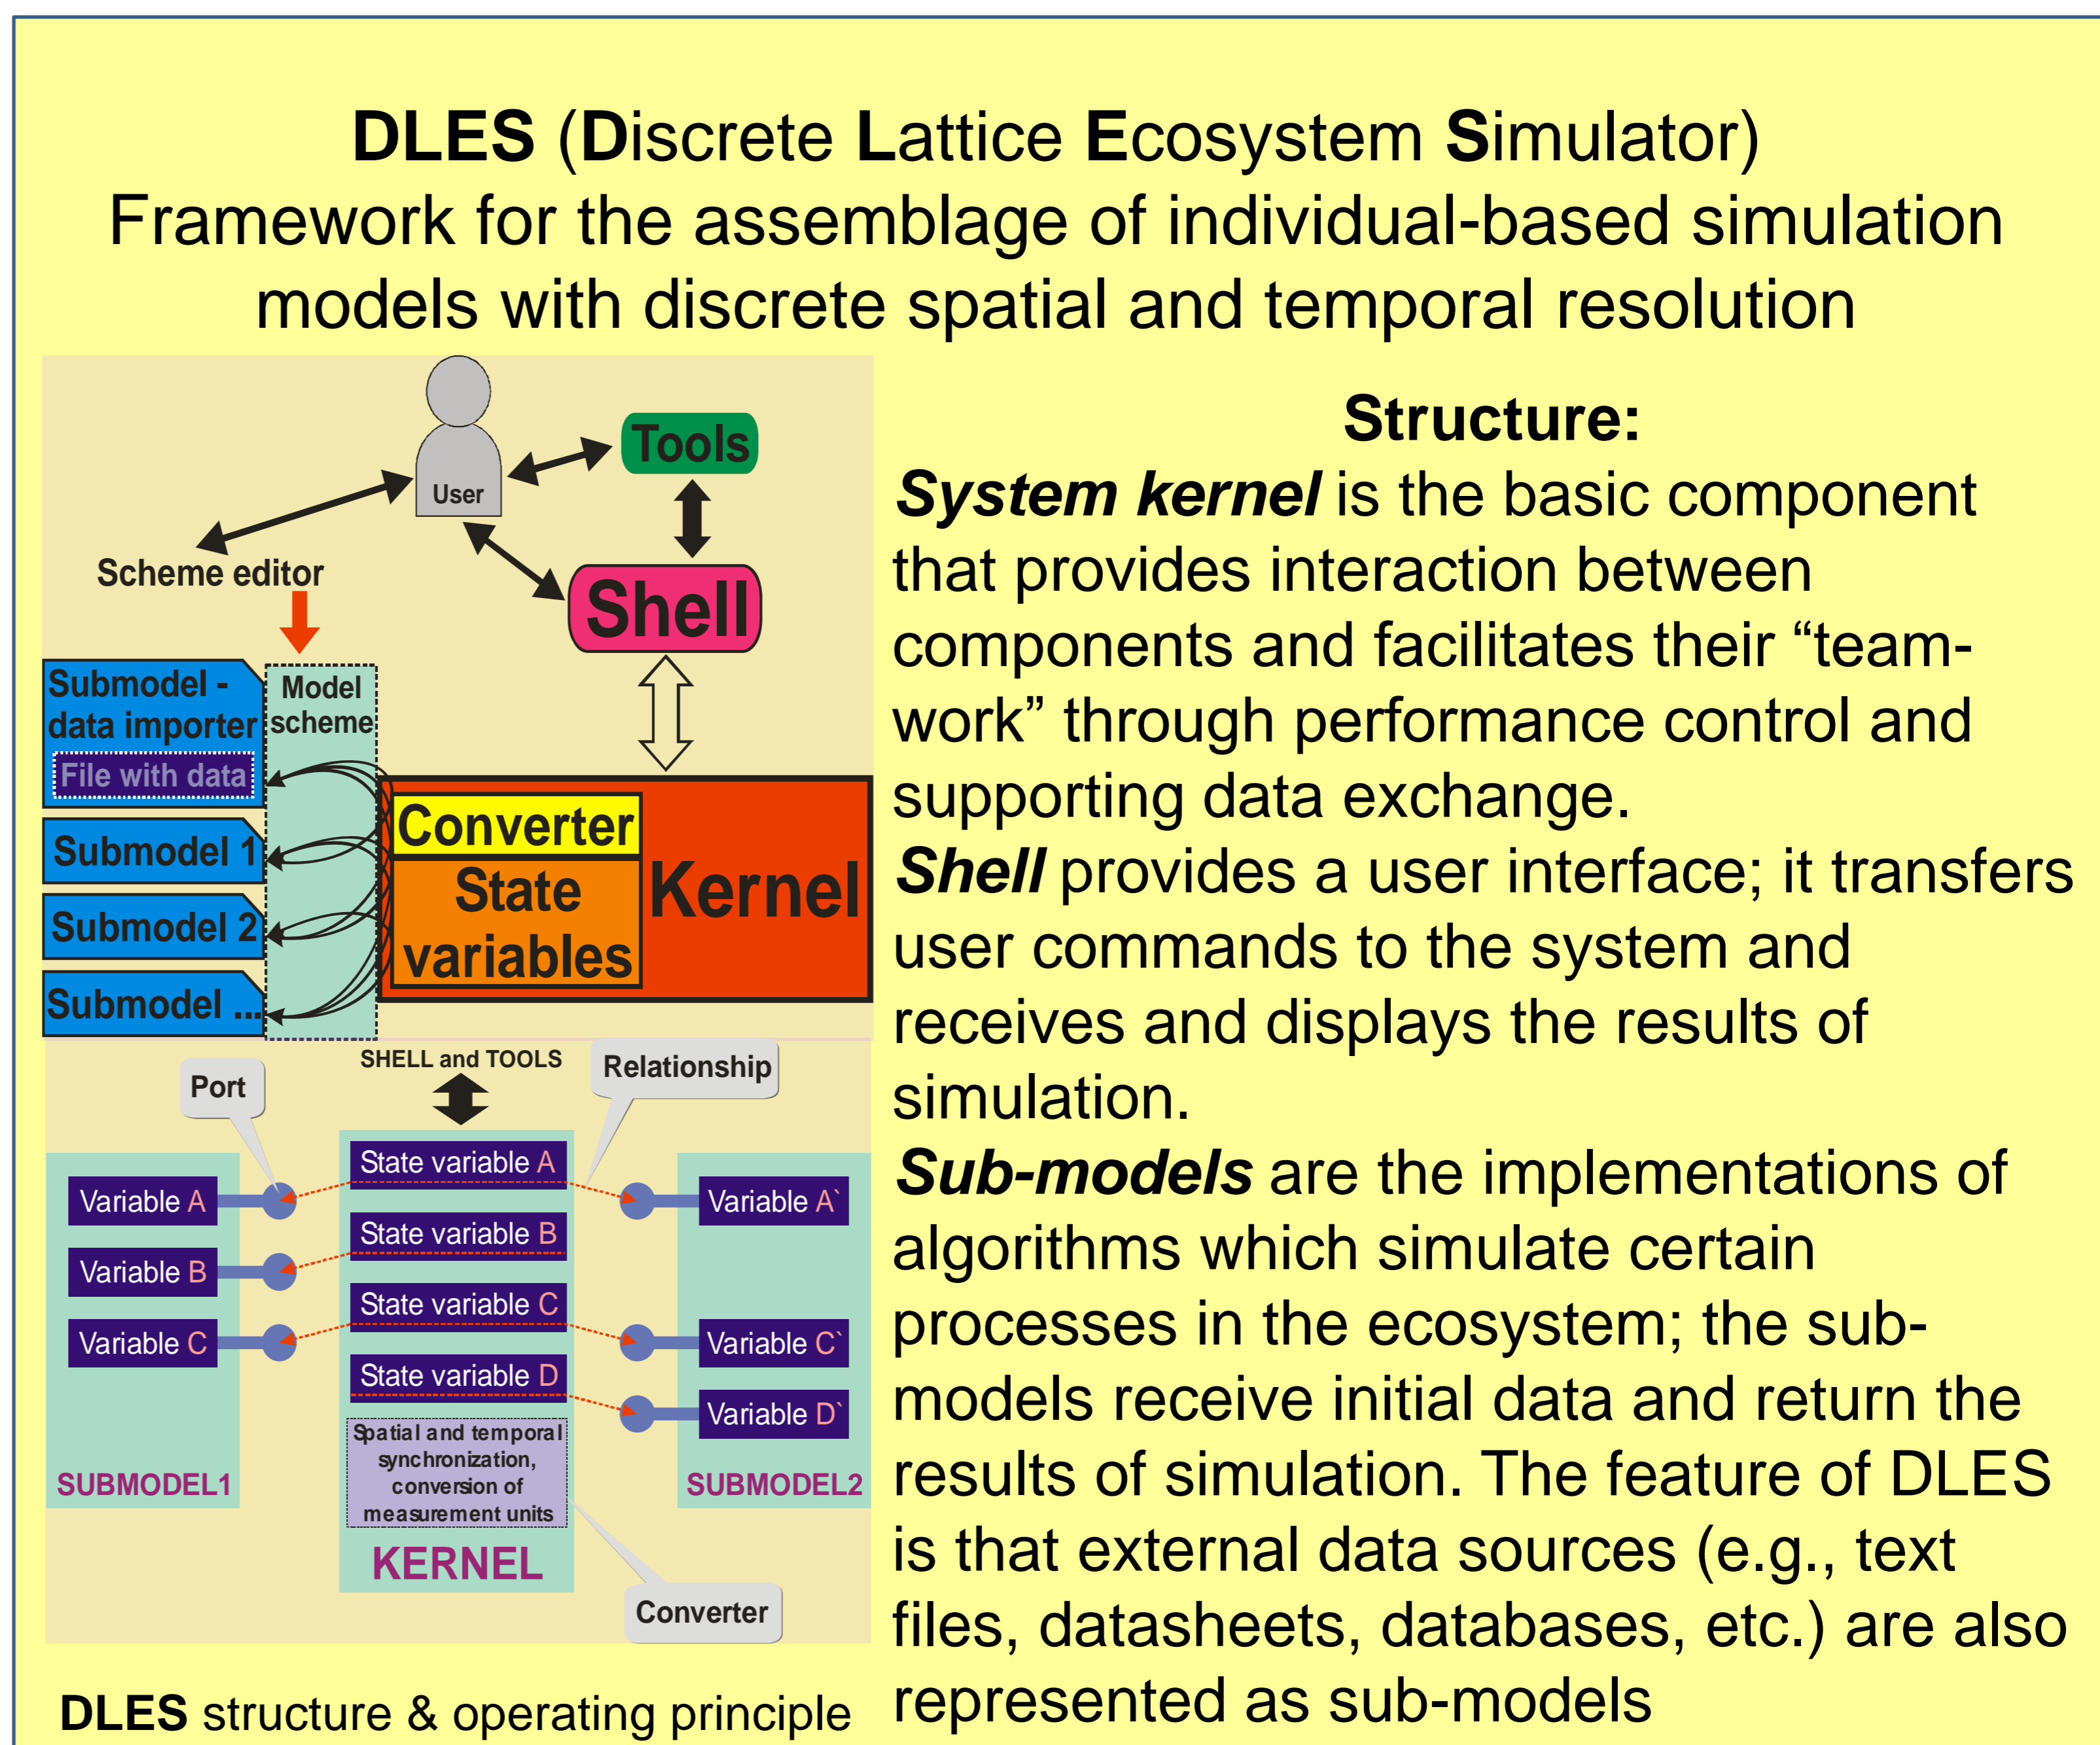 DLES (Discrete Lattice Ecosystem Simulator)
Framework for the assemblage of individual-based simulation
models with discrete spatial and temporal resolution
User
Tools
Scheme editor
Shell
Submodel -
data importer
File with data
Model
scheme
Submodel 1
Submodel 2
Submodel ...
Converter
State
variables
Kernel
SHELL and TOOLS
Port
Relationship
Variable A
Variable B
Variable C
SUBMODEL1
State variable A
State variable B
State variable C
State variable D
Spatial and temporal
synchronization,
conversion of
measurement units
KERNEL
Variable A`
Variable C`
Variable D`
SUBMODEL2
Converter
DLES structure & operating principle
Structure:
System kernel is the basic component
that provides interaction between
components and facilitates their “team-
work” through performance control and
supporting data exchange.
Shell provides a user interface; it transfers
user commands to the system and
receives and displays the results of
simulation.
Sub-models are the implementations of
algorithms which simulate certain
processes in the ecosystem; the sub-
models receive initial data and return the
results of simulation. The feature of DLES
is that external data sources (e.g., text
files, datasheets, databases, etc.) are also
represented as sub-models